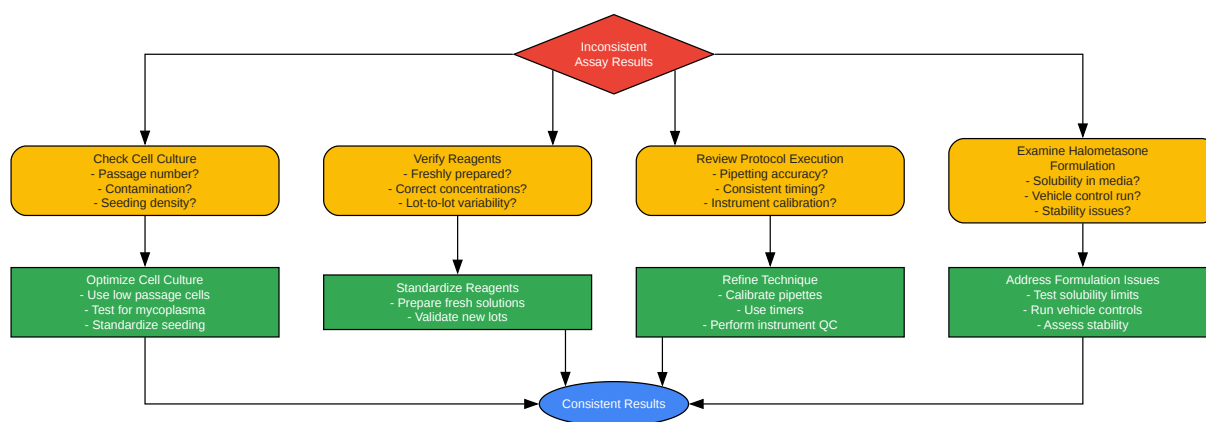 Inconsistent
Assay Results
Check Cell Culture
- Passage number?
- Contamination?
- Seeding density?
Verify Reagents
- Freshly prepared?
- Correct concentrations?
- Lot-to-lot variability?
Review Protocol Execution
- Pipetting accuracy?
- Consistent timing?
- Instrument calibration?
Examine Halometasone
Formulation
- Solubility in media?
- Vehicle control run?
- Stability issues?
Optimize Cell Culture
- Use low passage cells
- Test for mycoplasma
- Standardize seeding
Standardize Reagents
- Prepare fresh solutions
- Validate new lots
Refine Technique
- Calibrate pipettes
- Use timers
- Perform instrument QC
Address Formulation Issues
- Test solubility limits
- Run vehicle controls
- Assess stability
Consistent Results